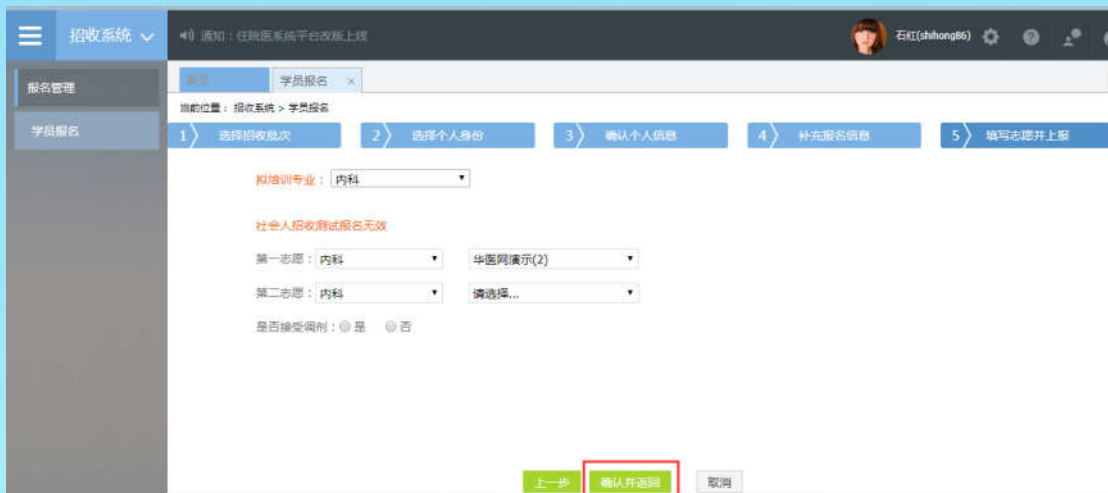 招收系统
通知：住院医系统平台改版上线
石红(shihong86)
报名管理
学员报名
首页
学员报名 ×
当前位置： 招收系统 > 学员报名
1 选择招收批次
2 选择个人身份
3 确认个人信息
4 补充报名信息
5 填写志愿并上报
拟培训专业： 内科
社会人招收测试报名无效
第一志愿： 内科 华医网演示(2)
第二志愿： 内科 请选择...
是否接受调剂： 是 否
上一步 确认并返回 取消